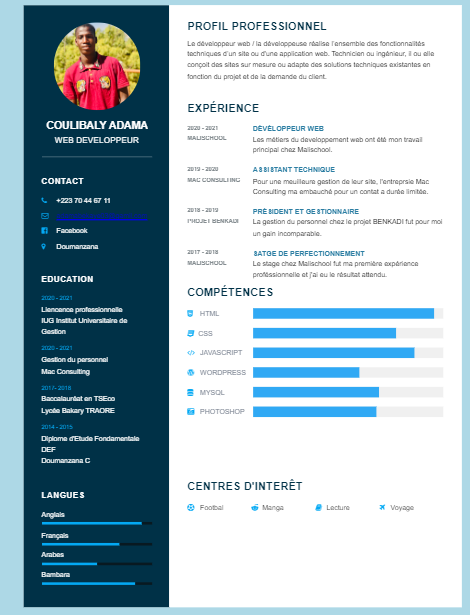 COULIBALY ADAMA
WEB DEVELOPPEUR
CONTACT
+223 70 44 67 11
Facebook
Doumanzana
EDUCATION
2020 - 2021
Liencence professionnelle
IUG Institut Universitaire de
Gestion
2020 - 2021
Gestion du personnel
Mac Consulting
2017- 2018
Baccalauréat en TSEco
Lycée Bakary TRAORE
2014 - 2015
Diplome d'Etude Fondamentale
DEF
Doumanzana C
LANGUES
Anglais
Français
Arabes
Bambara
PROFIL PROFESSIONNEL
Le développeur web / la développeuse réalise l'ensemble des fonctionnalités
techniques d'un site ou d'une application web. Technicien ou ingénieur, il ou elle
conçoit des sites sur mesure ou adapte des solutions techniques existantes en
fonction du projet et de la demande du client.
EXPÉRIENCE
2020 - 2021
MALISCHOOL
DÉVELOPPEUR WEB
Les métiers du developpement web ont été mon travail
principal chez Malischool.
2019 - 2020
MAC CONSULTING
ASSISTANT TECHNIQUE
Pour une meuilleure gestion de leur site, l'entrepsrie Mac
Consulting ma embauché pour un contat a durée limitée.
2018 - 2019
PROJET BENKADI
PRÉSIDENT ET GESTIONNAIRE
La gestion du personnel chez le projet BENKADI fut pour moi
un gain incomparable.
2017 - 2018
MALISCHOOL
SATGE DE PERFECTIONNEMENT
Le stage chez Malischool fut ma première expérience
proféssionnelle et j'ai eu le résultat attendu.
COMPÉTENCES
HTML
CSS
JAVASCRIPT
WORDPRESS
MYSQL
PHOTOSHOP
CENTRES D'INTERÊT
Footbal
Manga
Lecture
Voyage